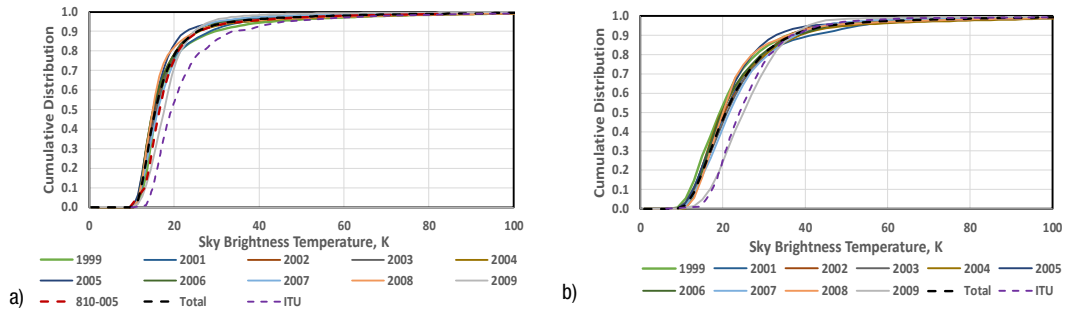 1.0
0.9
0.8
0.7
0.6
0.5
0.4
0.3
0.2
0.1
0.0
Cumulative Distribution
0 20 40 60 80 100
Sky Brightness Temperature, K
1999 2001 2002 2003 2004
2005 2006 2007 2008 2009
810-005 Total ITU
a)
1.0
0.9
0.8
0.7
0.6
0.5
0.4
0.3
0.2
0.1
0.0
Cumulative Distribution
0 20 40 60 80 100
Sky Brightness Temperature, K
1999 2001 2002 2003 2004 2005
2006 2007 2008 2009 Total ITU
b)